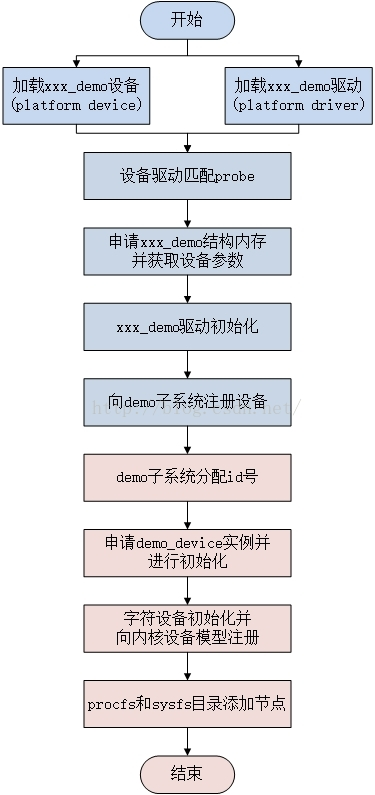 开始
加载xxx_demo设备
(platform device)
加载xxx_demo驱动
(platform driver)
设备驱动匹配probe
申请xxx_demo结构内存
并获取设备参数
xxx_demo驱动初始化
向demo子系统注册设备
demo子系统分配id号
申请demo_device实例并
进行初始化
字符设备初始化并
向内核设备模型注册
procfs和sysfs目录添加节点
结束